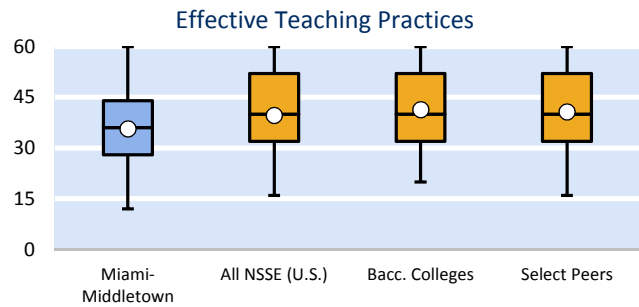 Effective Teaching Practices
60
45
30
15
0
Miami-
Middletown
All NSSE (U.S.)
Bacc. Colleges
Select Peers